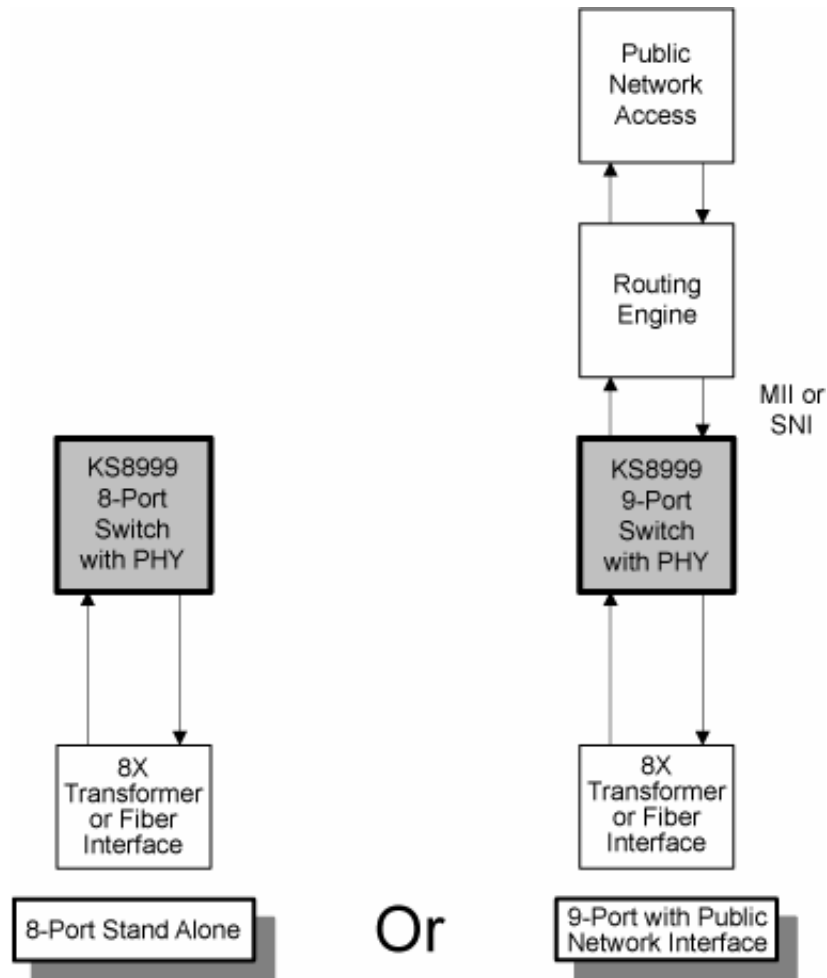 Public
Network
Access
Routing
Engine
MII or
SNI
KS8999
8-Port
Switch
with PHY
KS8999
9-Port
Switch
with PHY
8X
Transformer
or Fiber
Interface
8X
Transformer
or Fiber
Interface
8-Port Stand Alone
Or
9-Port with Public
Network Interface